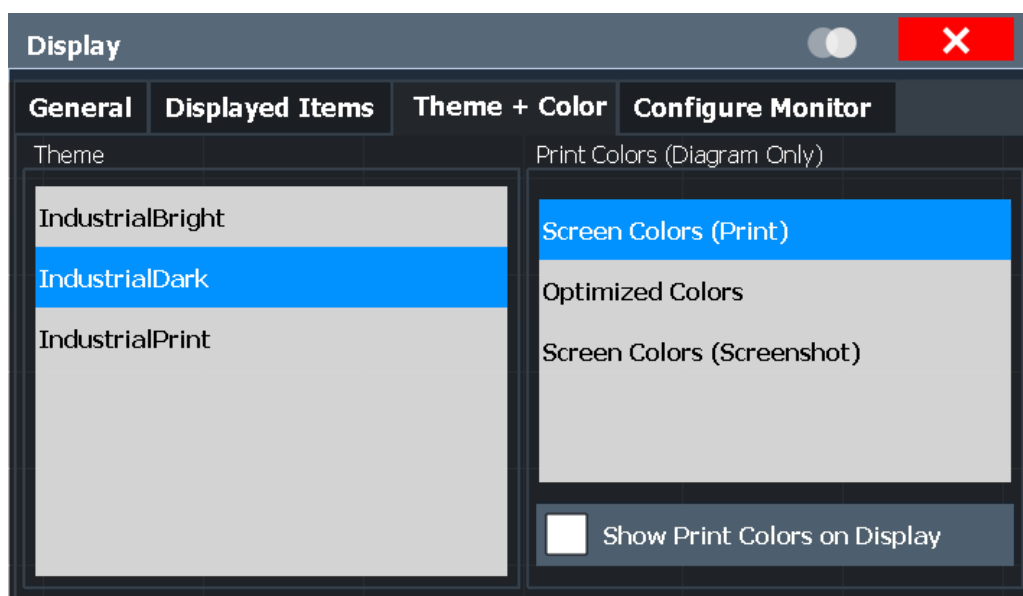 Display
General Displayed Items Theme + Color Configure Monitor
Theme
IndustrialBright
IndustrialDark
IndustrialPrint
Print Colors (Diagram Only)
Screen Colors (Print)
Optimized Colors
Screen Colors (Screenshot)
Show Print Colors on Display